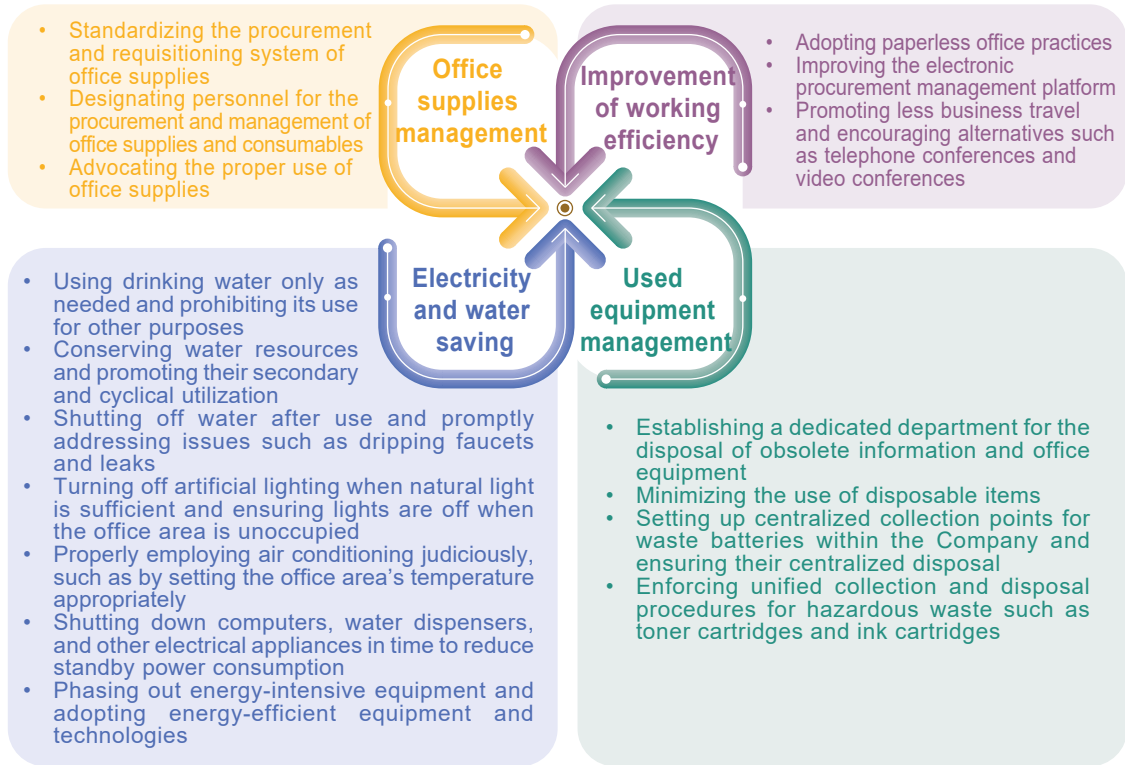 • Standardizing the procurement
and requisitioning system of
office supplies
• Designating personnel for the
procurement and management of
office supplies and consumables
• Advocating the proper use of
office supplies
Office
supplies
management
Improvement
of working
efficiency
• Adopting paperless office practices
• Improving the electronic
procurement management platform
• Promoting less business travel
and encouraging alternatives such
as telephone conferences and
video conferences
• Using drinking water only as
needed and prohibiting its use
for other purposes
• Conserving water resources
and promoting their secondary
and cyclical utilization
• Shutting off water after use and promptly
addressing issues such as dripping faucets
and leaks
• Turning off artificial lighting when natural light
is sufficient and ensuring lights are off when
the office area is unoccupied
• Properly employing air conditioning judiciously,
such as by setting the office area's temperature
appropriately
• Shutting down computers, water dispensers,
and other electrical appliances in time to reduce
standby power consumption
• Phasing out energy-intensive equipment and
adopting energy-efficient equipment and
technologies
Electricity
and water
saving
Used
equipment
management
• Establishing a dedicated department for the
disposal of obsolete information and office
equipment
• Minimizing the use of disposable items
• Setting up centralized collection points for
waste batteries within the Company and
ensuring their centralized disposal
• Enforcing unified collection and disposal
procedures for hazardous waste such as
toner cartridges and ink cartridges